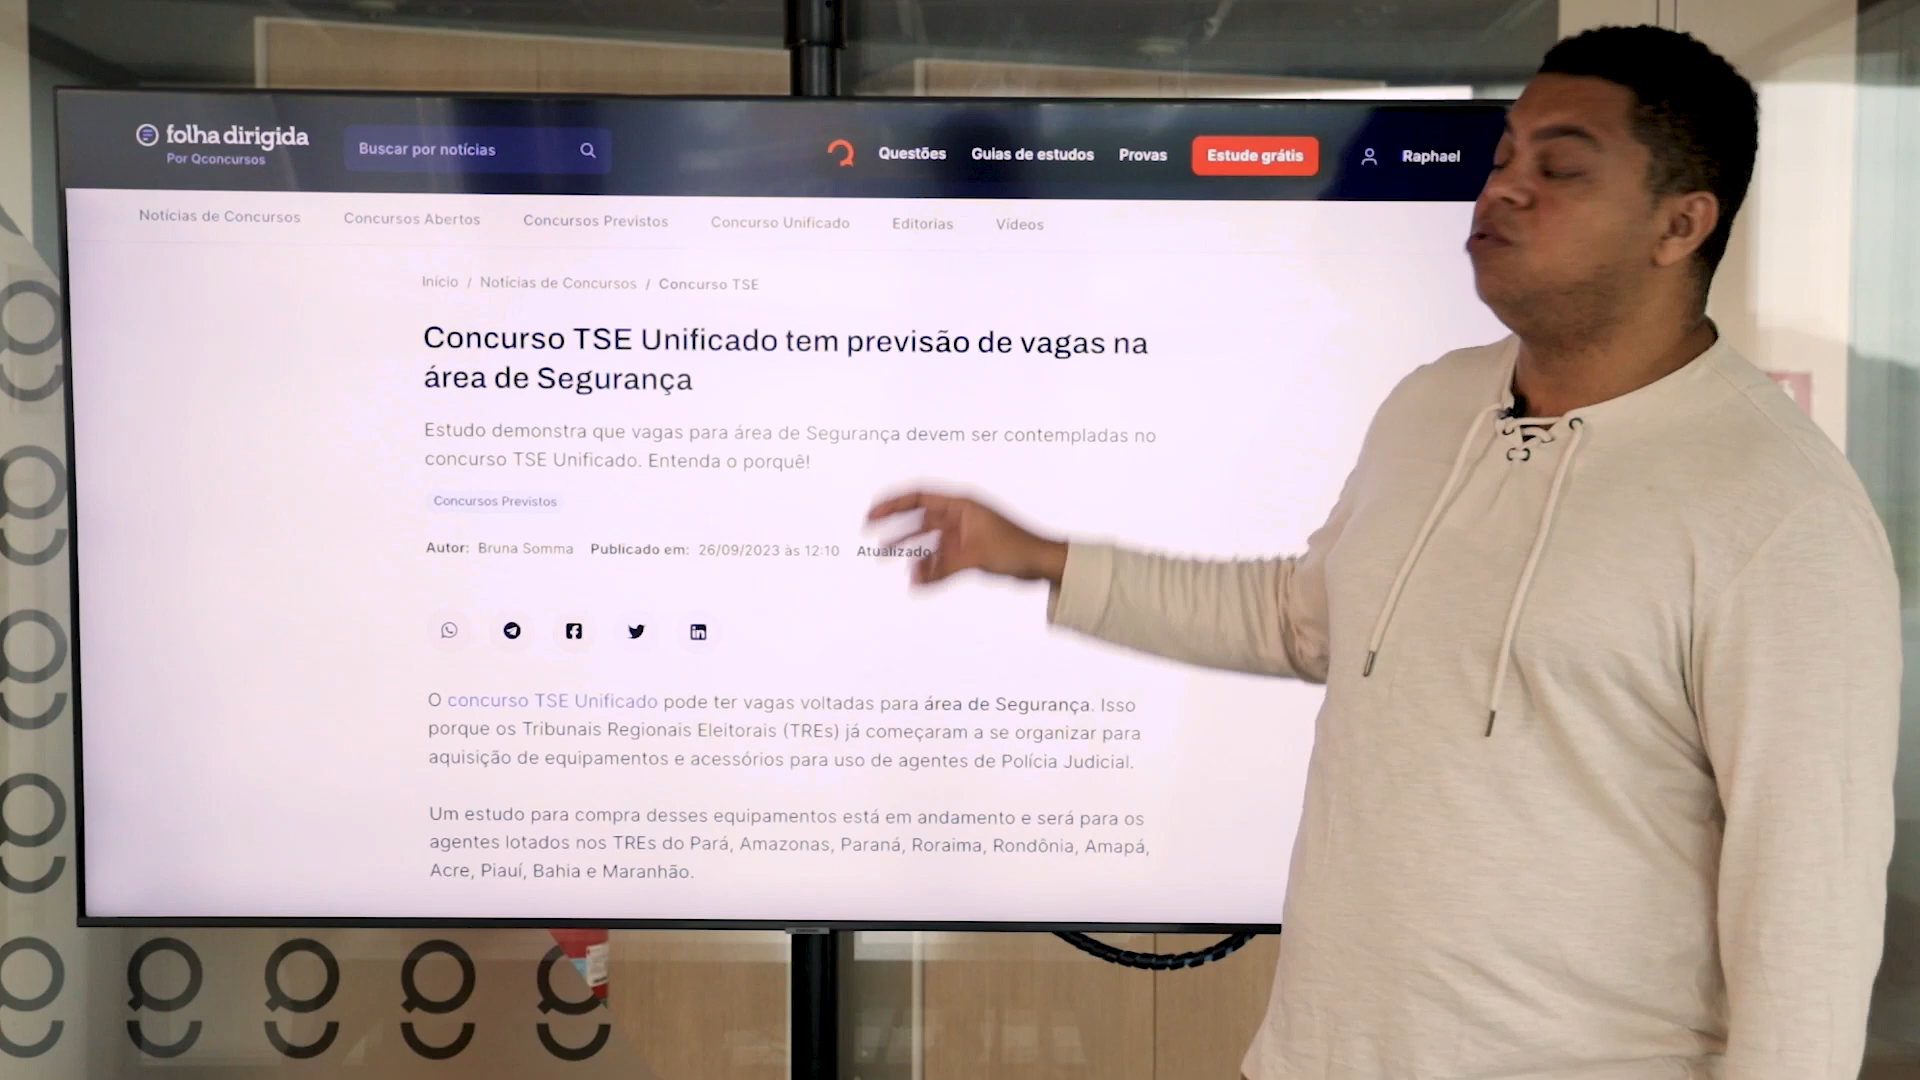 folha dirigida
Por Qconcursos
Buscar por notícias
Questões
Guias de estudos
Provas
Estude grátis
Raphael
Notícias de Concursos
Concursos Abertos
Concursos Previstos
Concurso Unificado
Editorias
Vídeos
Início / Notícias de Concursos / Concurso TSE
Concurso TSE Unificado tem previsão de vagas na
área de Segurança
Estudo demonstra que vagas para área de Segurança devem ser contempladas no
concurso TSE Unificado. Entenda o porquê!
Concursos Previstos
Autor: Bruna Somma Publicado em: 26/09/2023 às 12:10 Atualizado
O concurso TSE Unificado pode ter vagas voltadas para área de Segurança. Isso
porque os Tribunais Regionais Eleitorais (TREs) já começaram a se organizar para
aquisição de equipamentos e acessórios para uso de agentes de Polícia Judicial.
Um estudo para compra desses equipamentos está em andamento e será para os
agentes lotados nos TREs do Pará, Amazonas, Paraná, Roraima, Rondônia, Amapá,
Acre, Piauí, Bahia e Maranhão.